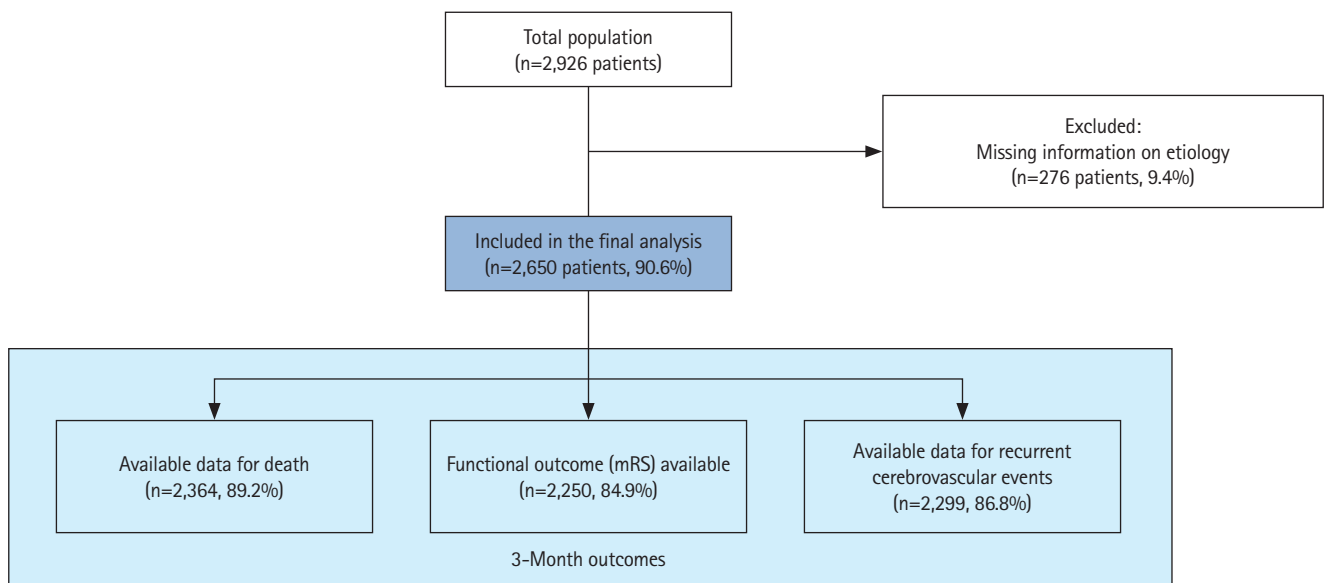 Total population
(n=2,926 patients)
Excluded:
Missing information on etiology
(n=276 patients, 9.4%)
Included in the final analysis
(n=2,650 patients, 90.6%)
Available data for death
(n=2,364, 89.2%)
Functional outcome (mRS) available
(n=2,250, 84.9%)
Available data for recurrent
cerebrovascular events
(n=2,299, 86.8%)
3-Month outcomes